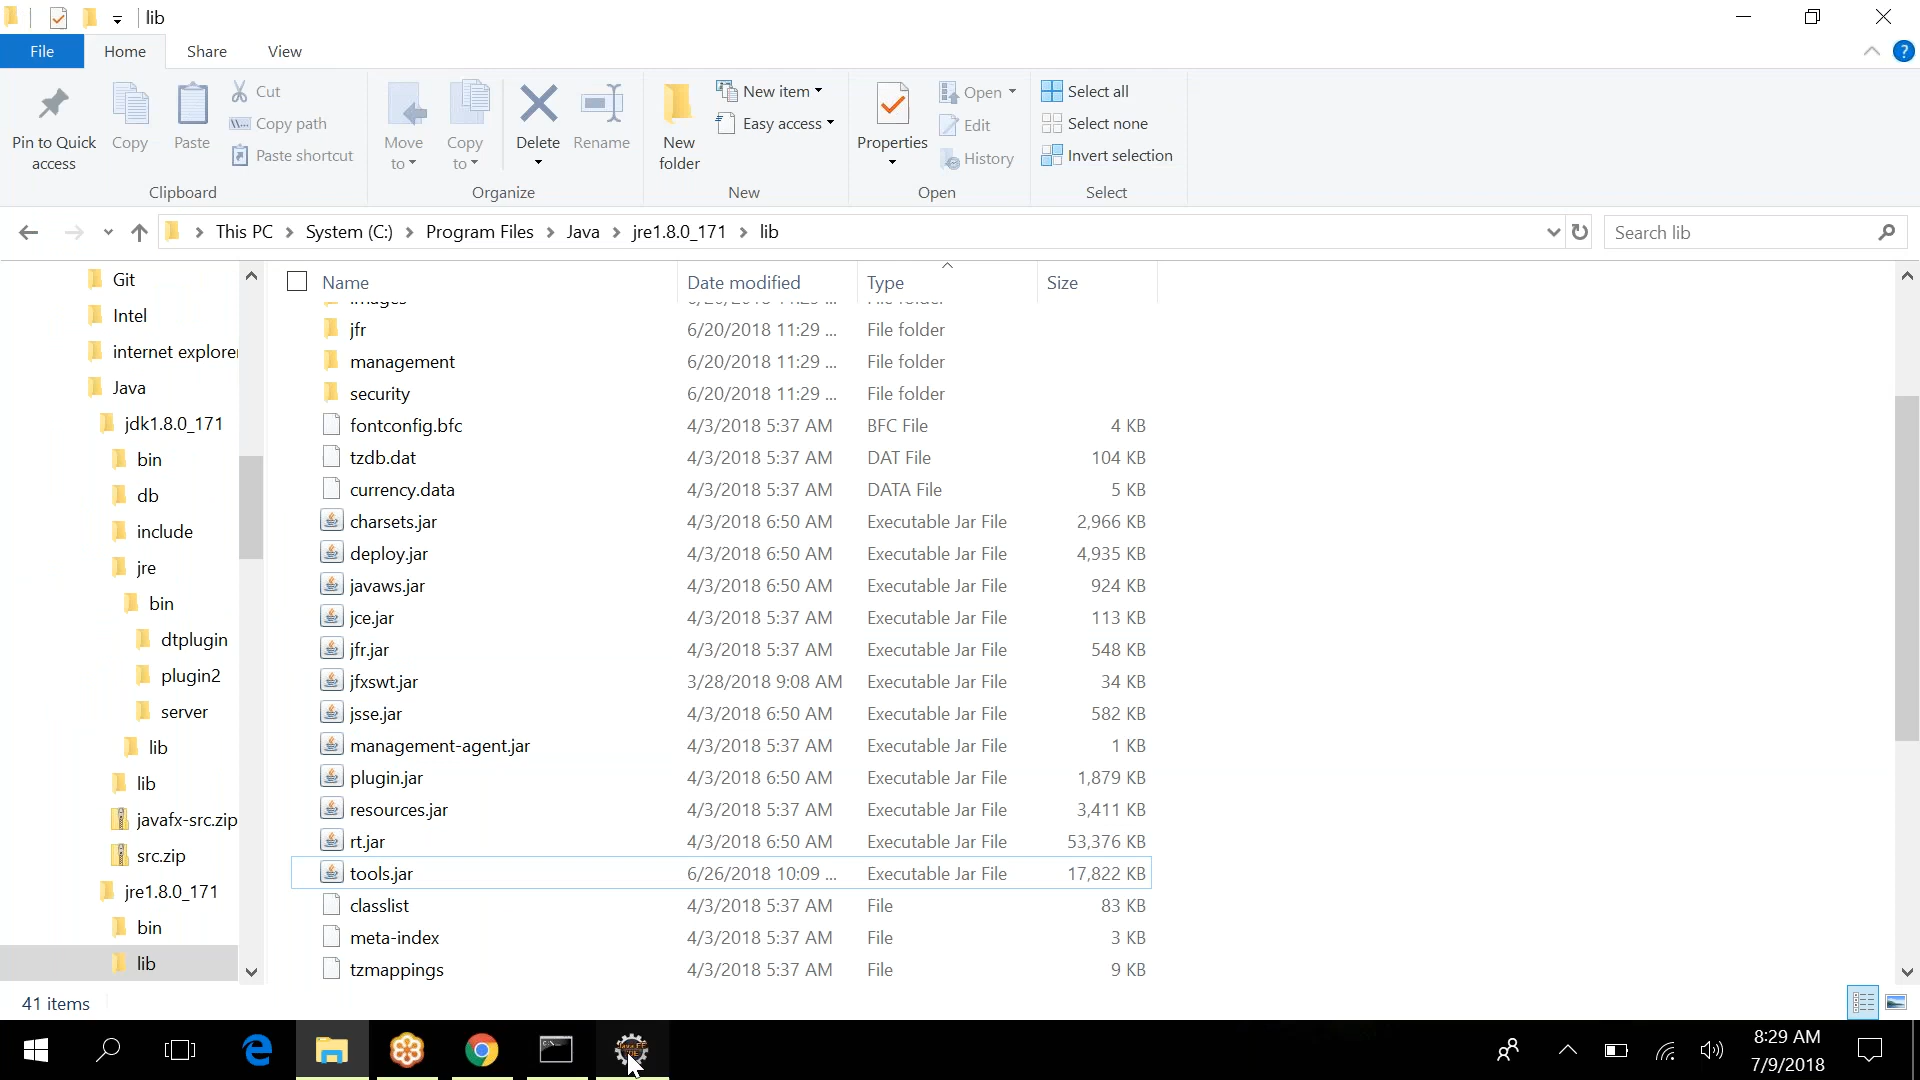 lib
File Home Share View
Pin to Quick access
Copy
Paste
Cut
Copy path
Paste shortcut
Clipboard
Move to
Copy to
Delete
Rename
Organize
New folder
New item
Easy access
New
Properties
Open
Edit
History
Open
Select all
Select none
Invert selection
Select
This PC > System (C:) > Program Files > Java > jre1.8.0_171 > lib
Search lib
Git
Intel
internet explorer
Java
jdk1.8.0_171
bin
db
include
jre
bin
dtplugin
plugin2
server
lib
lib
javafx-src.zip
src.zip
jre1.8.0_171
bin
lib
Name Date modified Type Size
jfr 6/20/2018 11:29 ... File folder
management 6/20/2018 11:29 ... File folder
security 6/20/2018 11:29 ... File folder
fontconfig.bfc 4/3/2018 5:37 AM BFC File 4 KB
tzdb.dat 4/3/2018 5:37 AM DAT File 104 KB
currency.data 4/3/2018 5:37 AM DATA File 5 KB
charsets.jar 4/3/2018 6:50 AM Executable Jar File 2,966 KB
deploy.jar 4/3/2018 6:50 AM Executable Jar File 4,935 KB
javaws.jar 4/3/2018 6:50 AM Executable Jar File 924 KB
jce.jar 4/3/2018 5:37 AM Executable Jar File 113 KB
jfr.jar 4/3/2018 5:37 AM Executable Jar File 548 KB
jfxswt.jar 3/28/2018 9:08 AM Executable Jar File 34 KB
jsse.jar 4/3/2018 6:50 AM Executable Jar File 582 KB
management-agent.jar 4/3/2018 5:37 AM Executable Jar File 1 KB
plugin.jar 4/3/2018 6:50 AM Executable Jar File 1,879 KB
resources.jar 4/3/2018 5:37 AM Executable Jar File 3,411 KB
rt.jar 4/3/2018 6:50 AM Executable Jar File 53,376 KB
tools.jar 6/26/2018 10:09 ... Executable Jar File 17,822 KB
classlist 4/3/2018 5:37 AM File 83 KB
meta-index 4/3/2018 5:37 AM File 3 KB
tzmappings 4/3/2018 5:37 AM File 9 KB
41 items
8:29 AM
7/9/2018